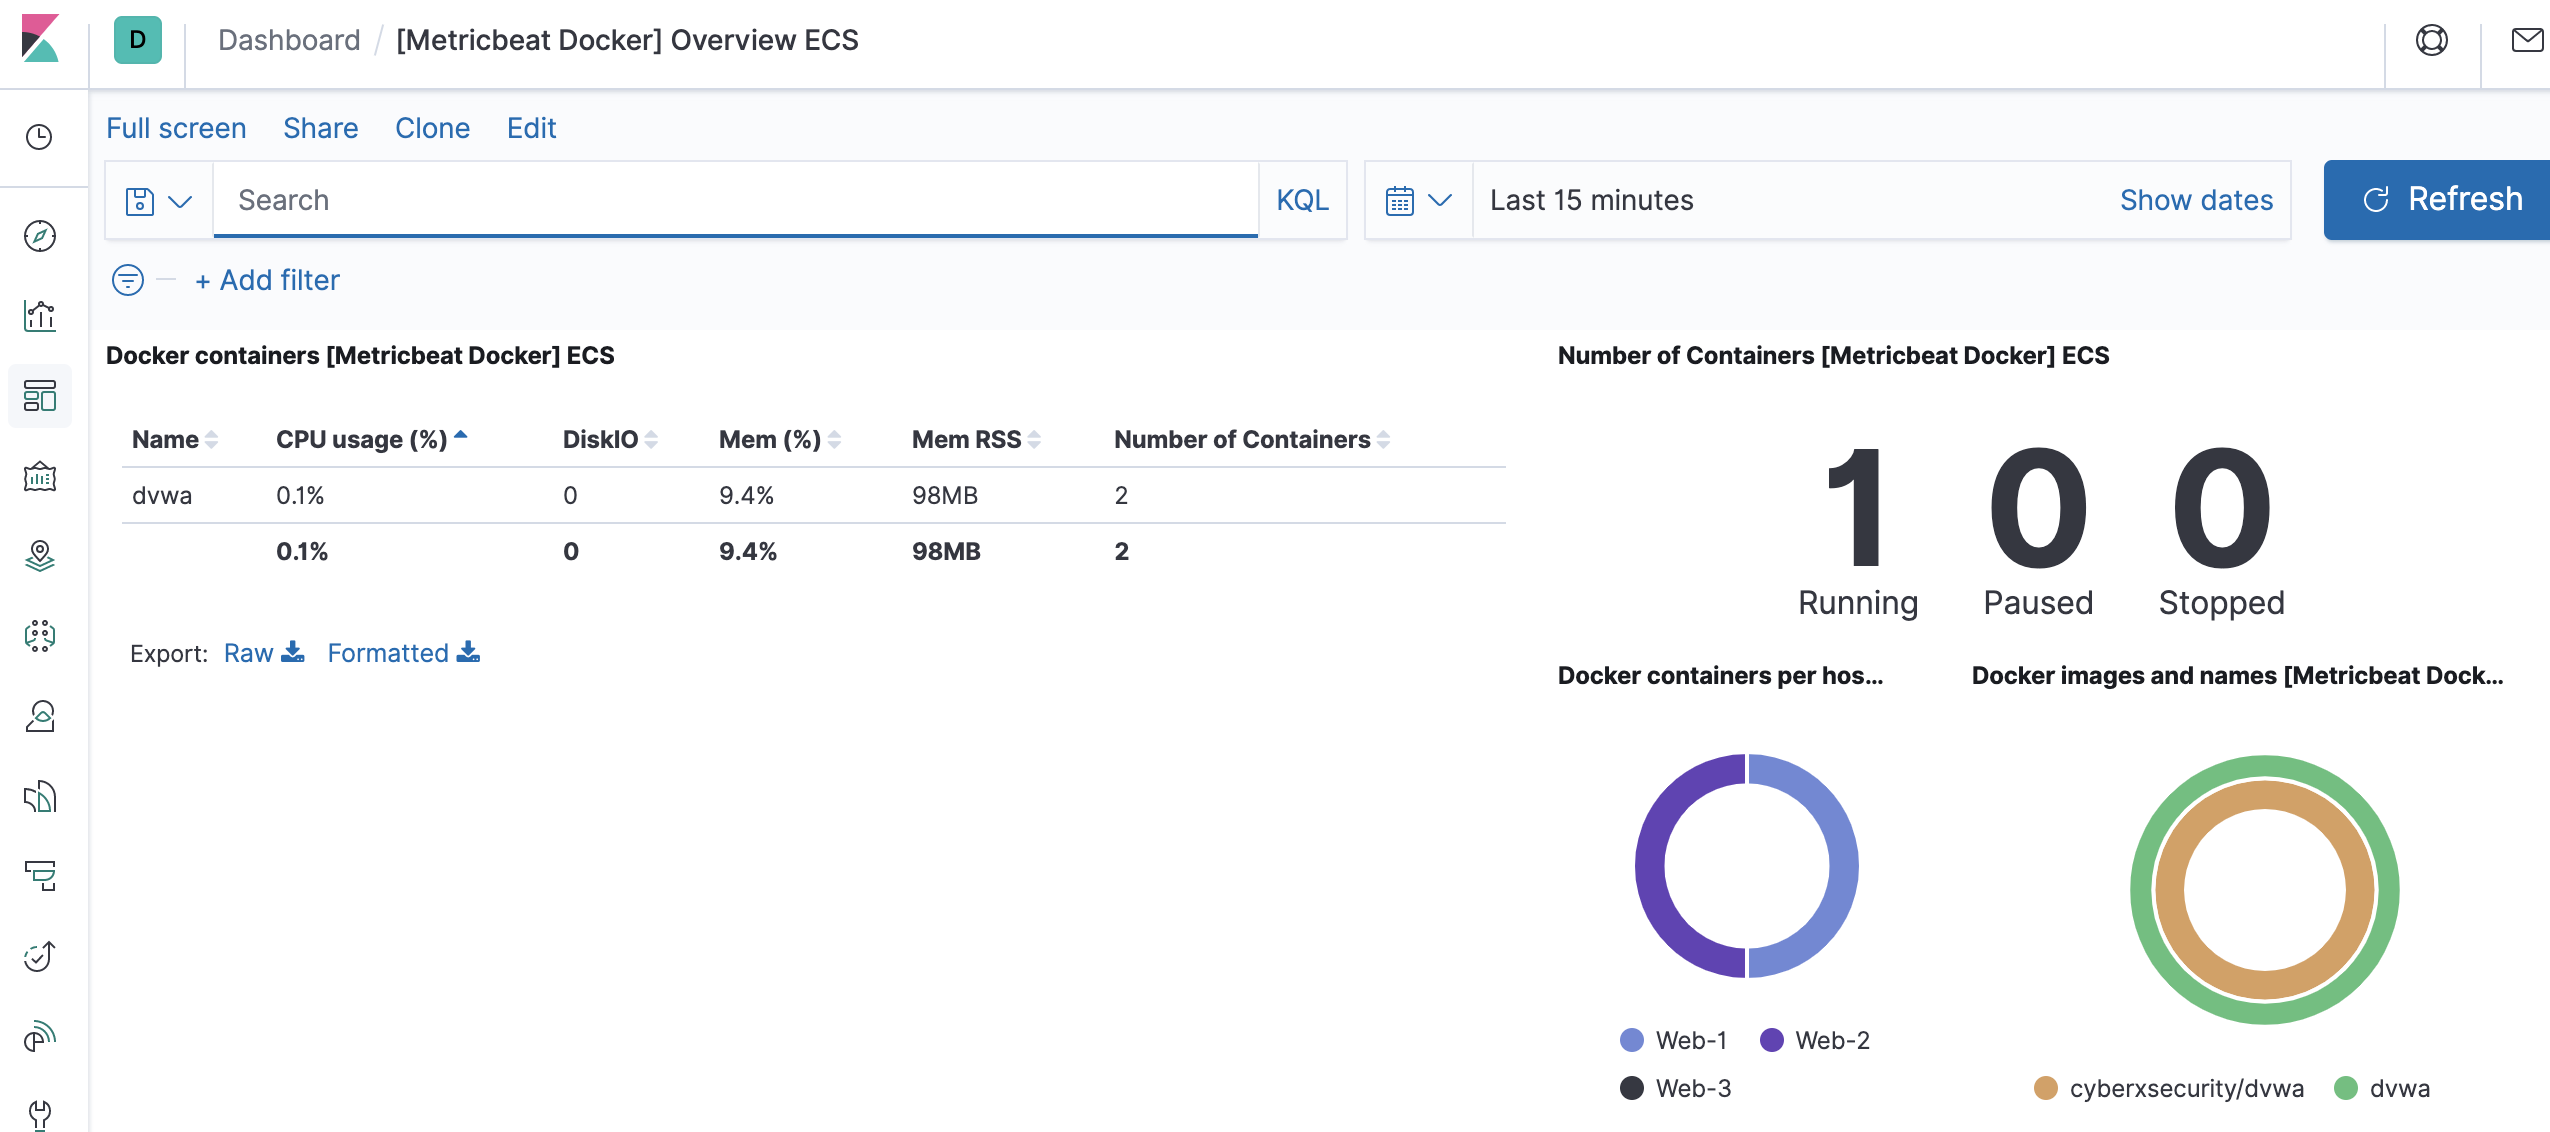 D
Dashboard / [Metricbeat Docker] Overview ECS
Full screen Share Clone Edit
Search KQL Last 15 minutes Show dates Refresh
+ Add filter
Docker containers [Metricbeat Docker] ECS
Name CPU usage (%) DiskIO Mem (%) Mem RSS Number of Containers
dvwa 0.1% 0 9.4% 98MB 2
0.1% 0 9.4% 98MB 2
Export: Raw Formatted
Number of Containers [Metricbeat Docker] ECS
1 0 0
Running Paused Stopped
Docker containers per hos...
Web-1 Web-2
Web-3
Docker images and names [Metricbeat Dock...
cyberxsecurity/dvwa dvwa